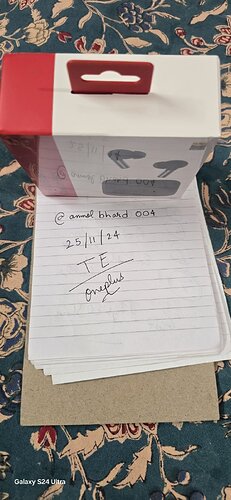 @ anmol bhard 004
25/11/24
TE
oneplus
Galaxy S24 Ultra